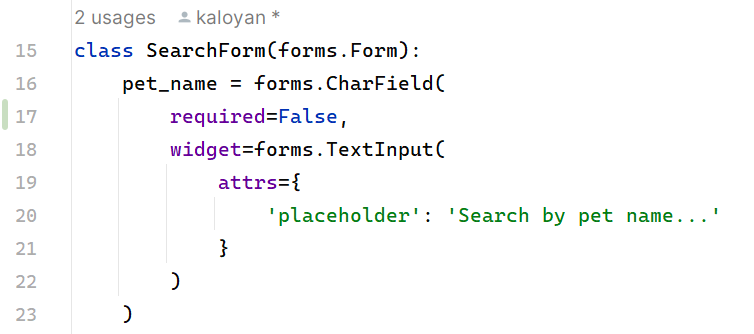 2 usages kaloyan *
15 class SearchForm(forms.Form):
16 pet_name = forms.CharField(
17 required=False,
18 widget=forms.TextInput(
19 attrs={
20 'placeholder': 'Search by pet name...'
21 }
22 )
23 )